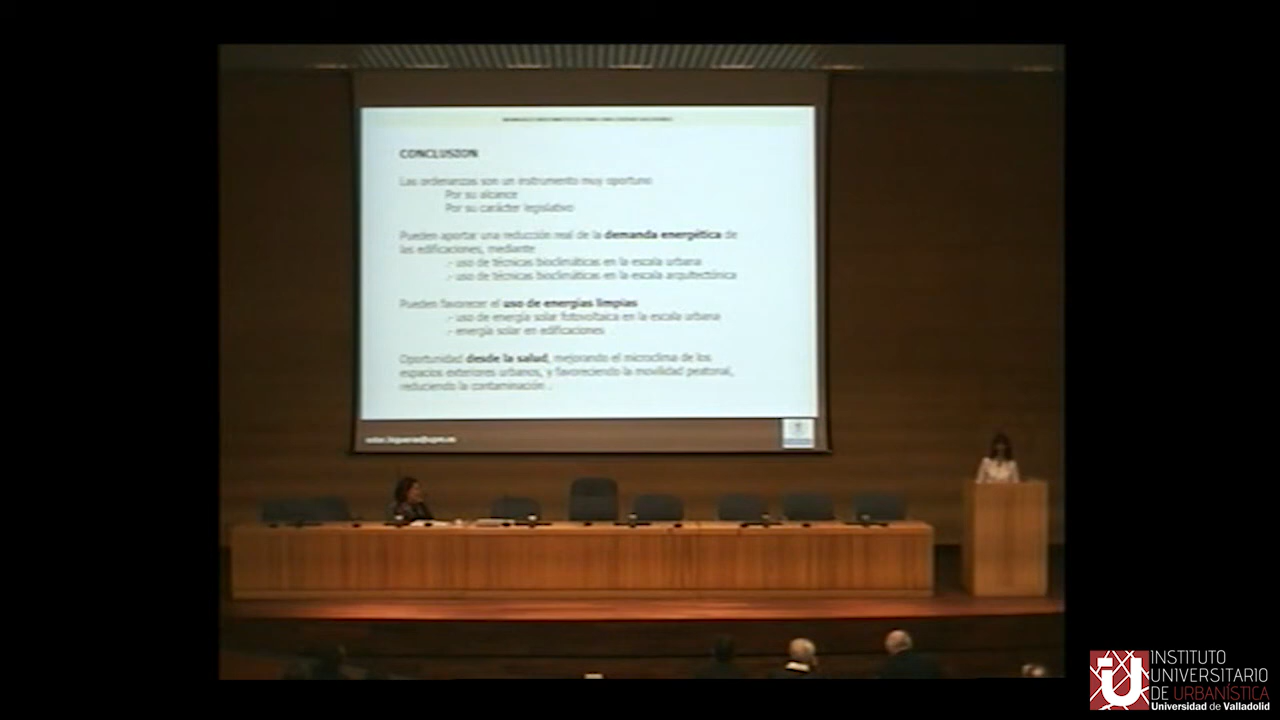 CONCLUSION
Las ordenanzas son un instrumento muy oportuno
Por su alcance
Por su carácter legislativo
Pueden aportar una reducción real de la demanda energética de
las edificaciones, mediante
- uso de técnicas bioclimáticas en la escala urbana
- uso de técnicas bioclimáticas en la escala arquitectónica
Pueden favorecer el uso de energías limpias
- uso de energía solar fotovoltaica en la escala urbana
- energía solar en edificaciones
Oportunidad desde la salud, mejorando el microclima de los
espacios exteriores urbanos, y favoreciendo la movilidad peatonal,
reduciendo la contaminación .
INSTITUTO
UNIVERSITARIO
DE URBANÍSTICA
Universidad de Valladolid